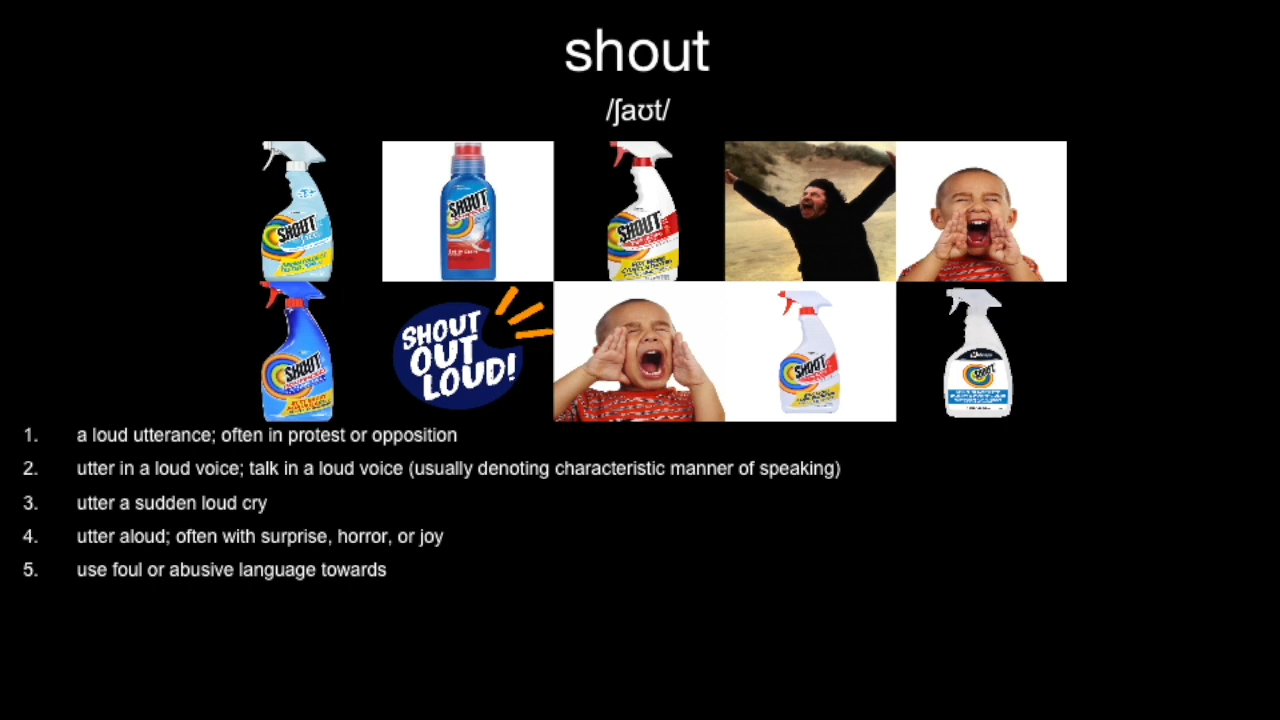 shout
/ʃaʊt/
SHOUT
SHOUT
SHOUT
SHOUT
SHOUT
OUT
LOUD!
SHOUT
SHOUT
1. a loud utterance; often in protest or opposition
2. utter in a loud voice; talk in a loud voice (usually denoting characteristic manner of speaking)
3. utter a sudden loud cry
4. utter aloud; often with surprise, horror, or joy
5. use foul or abusive language towards